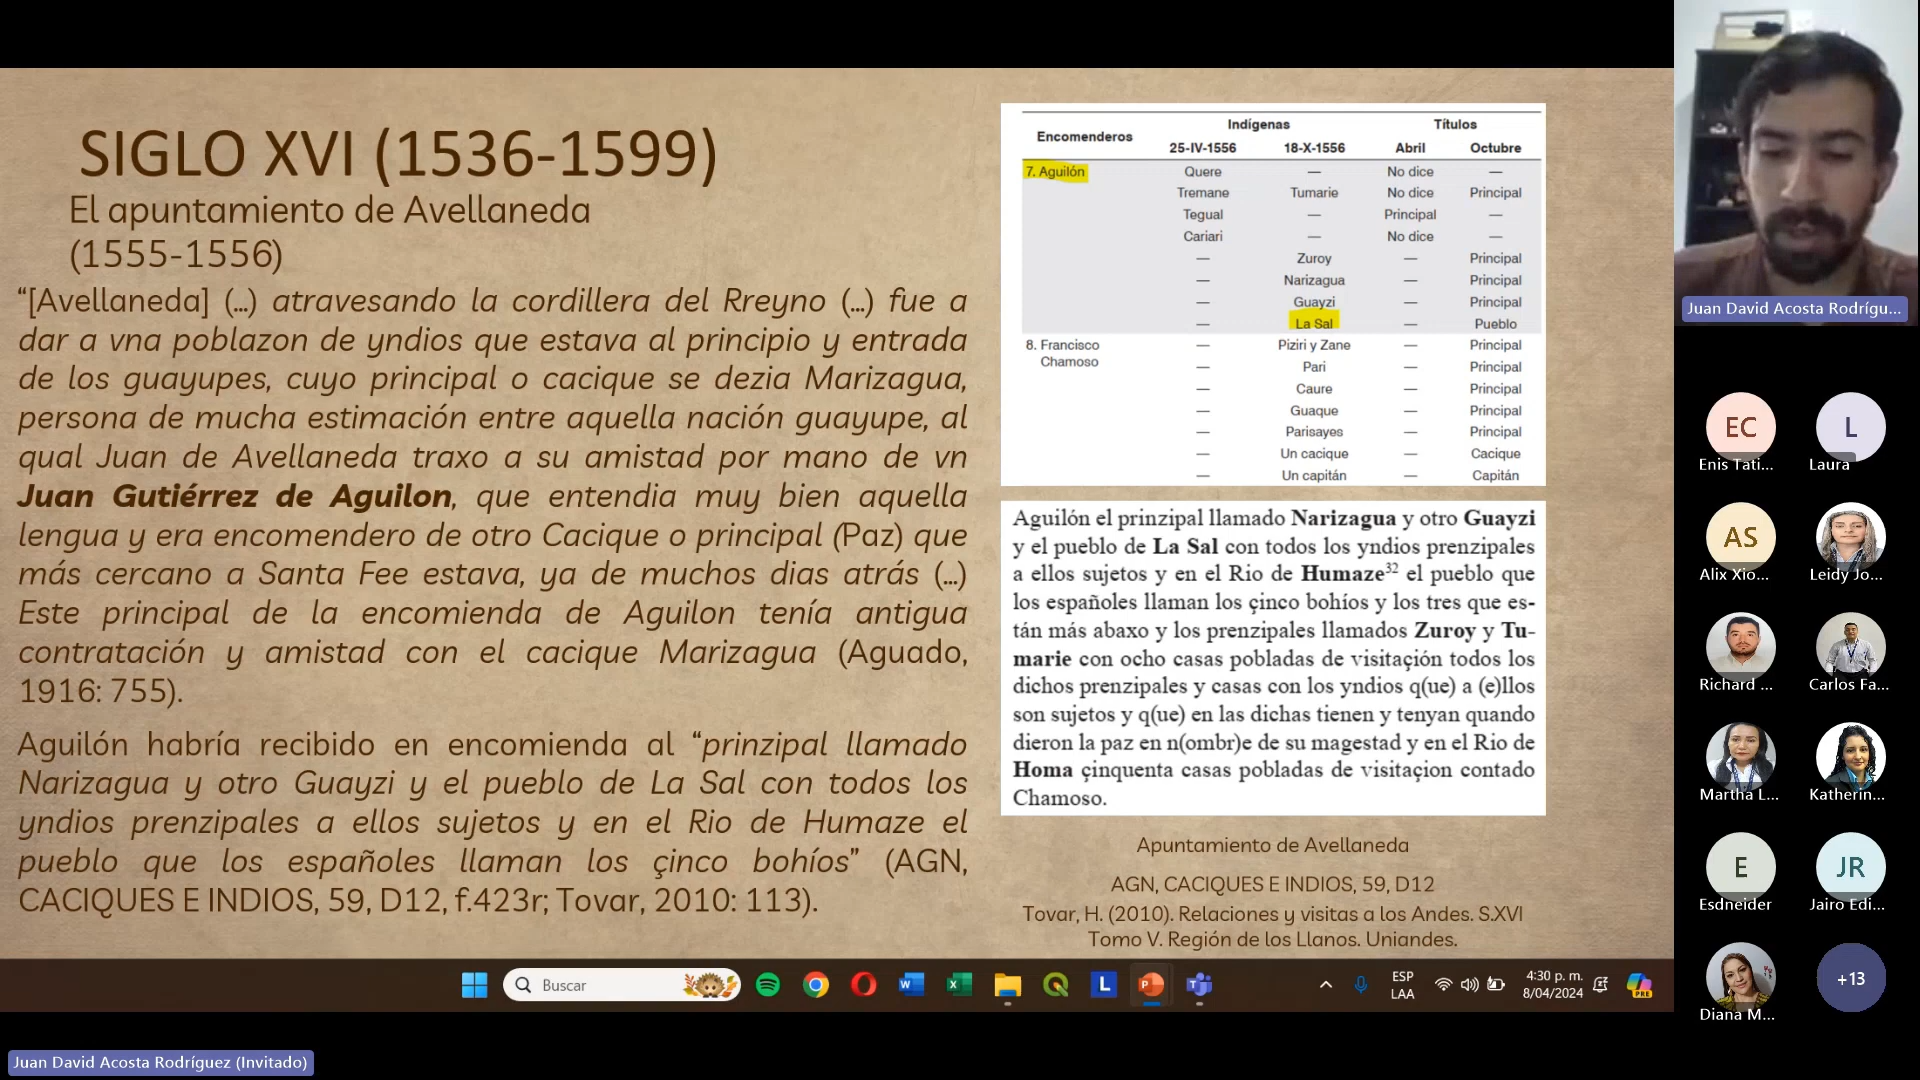 SIGLO XVI (1536-1599)
El apuntamiento de Avellaneda
(1555-1556)
“[Avellaneda] (...) atravesando la cordillera del Rreyno (...) fue a
dar a vna poblazon de yndios que estava al principio y entrada
de los guayupes, cuyo principal o cacique se dezia Marizagua,
persona de mucha estimación entre aquella nación guayupe, al
qual Juan de Avellaneda traxo a su amistad por mano de vn
Juan Gutiérrez de Aguilon, que entendia muy bien aquella
lengua y era encomendero de otro Cacique o principal (Paz) que
más cercano a Santa Fee estava, ya de muchos dias atrás (...)
Este principal de la encomienda de Aguilon tenía antigua
contratación y amistad con el cacique Marizagua (Aguado,
1916: 755).
Aguilón habría recibido en encomienda al “prinzipal llamado
Narizagua y otro Guayzi y el pueblo de La Sal con todos los
yndios prenzipales a ellos sujetos y en el Rio de Humaze el
pueblo que los españoles llaman los çinco bohíos” (AGN,
CACIQUES E INDIOS, 59, D12, f.423r; Tovar, 2010: 113).
Encomenderos Indígenas Títulos
25-IV-1556 18-X-1556 Abril Octubre
7. Aguilón Quere — No dice —
Tremane Tumarie No dice Principal
Tegual — Principal —
Cariari — No dice —
— Zuroy — Principal
— Narizagua — Principal
— Guayzi — Principal
— La Sal — Pueblo
8. Francisco Chamoso — Piziri y Zane — Principal
— Pari — Principal
— Caure — Principal
— Guaque — Principal
— Parisayes — Principal
— Un cacique — Cacique
— Un capitán — Capitán
Aguilón el prinzipal llamado Narizagua y otro Guayzi
y el pueblo de La Sal con todos los yndios prenzipales
a ellos sujetos y en el Rio de Humaze32 el pueblo que
los españoles llaman los çinco bohíos y los tres que es-
tán más abaxo y los prenzipales llamados Zuroy y Tu-
marie con ocho casas pobladas de visitaçión todos los
dichos prenzipales y casas con los yndios q(ue) a (e)llos
son sujetos y q(ue) en las dichas tienen y tenyan quando
dieron la paz en n(ombr)e de su magestad y en el Rio de
Homa çinquenta casas pobladas de visitaçion contado
Chamoso.
Apuntamiento de Avellaneda
AGN, CACIQUES E INDIOS, 59, D12
Tovar, H. (2010). Relaciones y visitas a los Andes. S.XVI
Tomo V. Región de los Llanos. Uniandes.
Buscar
ESP
LAA
4:30 p. m.
8/04/2024
Juan David Acosta Rodrígu...
EC L
Enis Tati... Laura
AS
Alix Xio... Leidy Jo...
Richard ... Carlos Fa...
Martha L... Katherin...
E JR
Esdneider Jairo Edi...
+13
Diana M...
Juan David Acosta Rodríguez (Invitado)